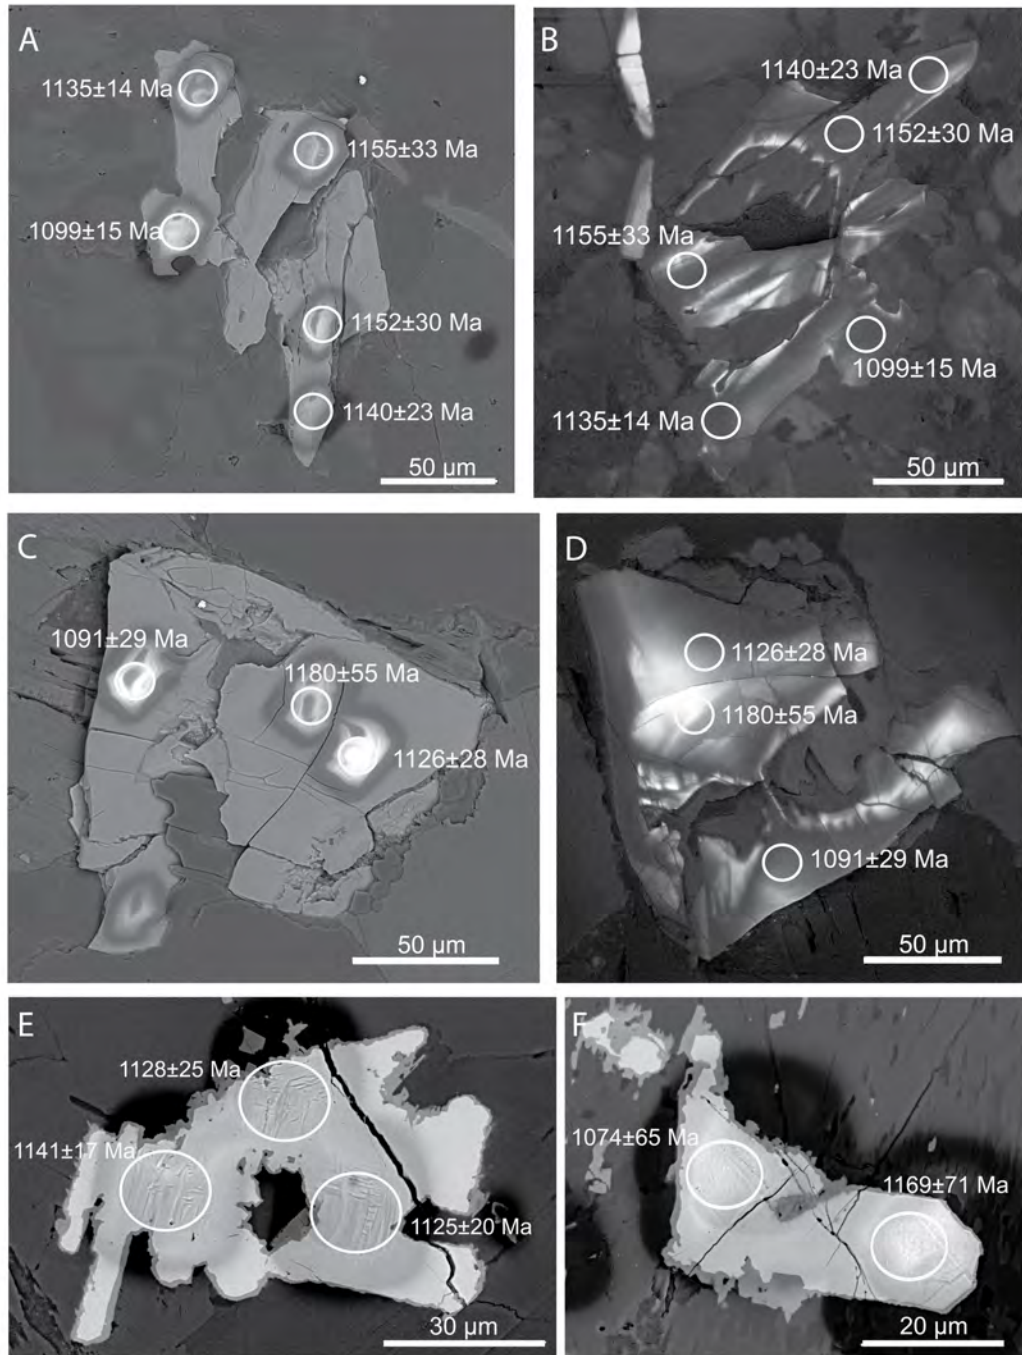 A
1135±14 Ma
1155±33 Ma
1099±15 Ma
1152±30 Ma
1140±23 Ma
50 µm
B
1140±23 Ma
1152±30 Ma
1155±33 Ma
1099±15 Ma
1135±14 Ma
50 µm
C
1091±29 Ma
1180±55 Ma
1126±28 Ma
50 µm
D
1126±28 Ma
1180±55 Ma
1091±29 Ma
50 µm
E
1128±25 Ma
1141±17 Ma
1125±20 Ma
30 µm
F
1074±65 Ma
1169±71 Ma
20 µm